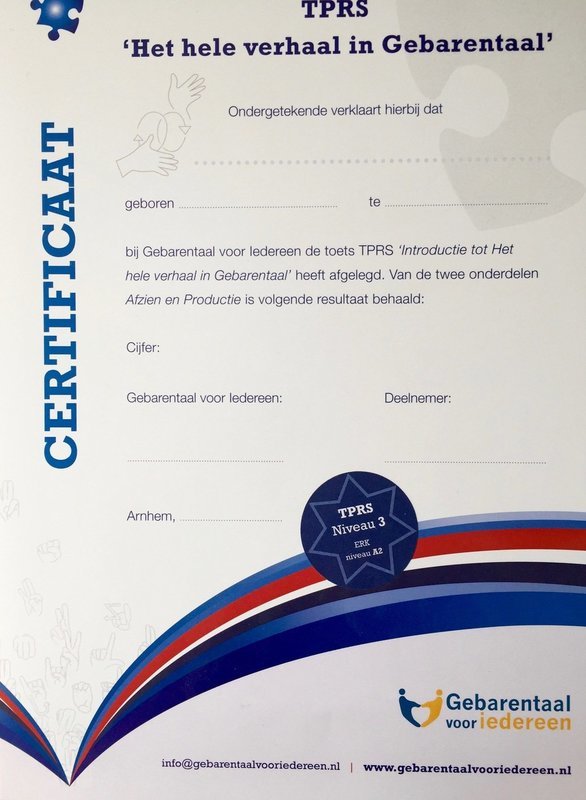 TPRS
‘Het hele verhaal in Gebarentaal’
CERTIFICAAT
Ondergetekende verklaart hierbij dat
geboren te
bij Gebarentaal voor Iedereen de toets TPRS ‘Introductie tot Het
hele verhaal in Gebarentaal’ heeft afgelegd. Van de twee onderdelen
Afzien en Productie is volgende resultaat behaald:
Cijfer:
Gebarentaal voor Iedereen: Deelnemer:
Arnhem,
TPRS
Niveau 3
ERK
niveau A2
Gebarentaal
voor iedereen
info@gebarentaalvooriedereen.nl | www.gebarentaalvooriedereen.nl